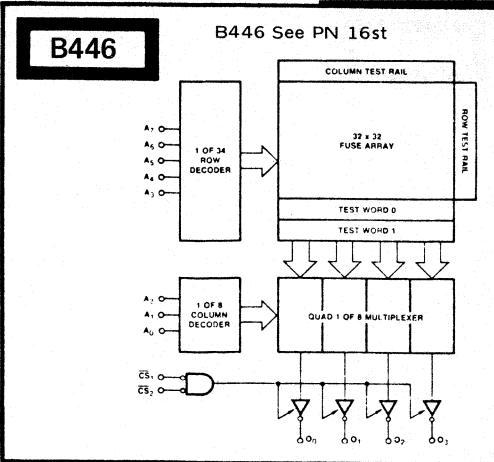 B446 See PN 16st
B446
COLUMN TEST RAIL
ROW TEST RAIL
32 x 32
FUSE ARRAY
A7
A6
A5
A4
A3
1 OF 34
ROW
DECODER
TEST WORD 0
TEST WORD 1
A2
A1
A0
1 OF 8
COLUMN
DECODER
QUAD 1 OF 8 MULTIPLEXER
C̅S̅1
C̅S̅2
O0
O1
O2
O3